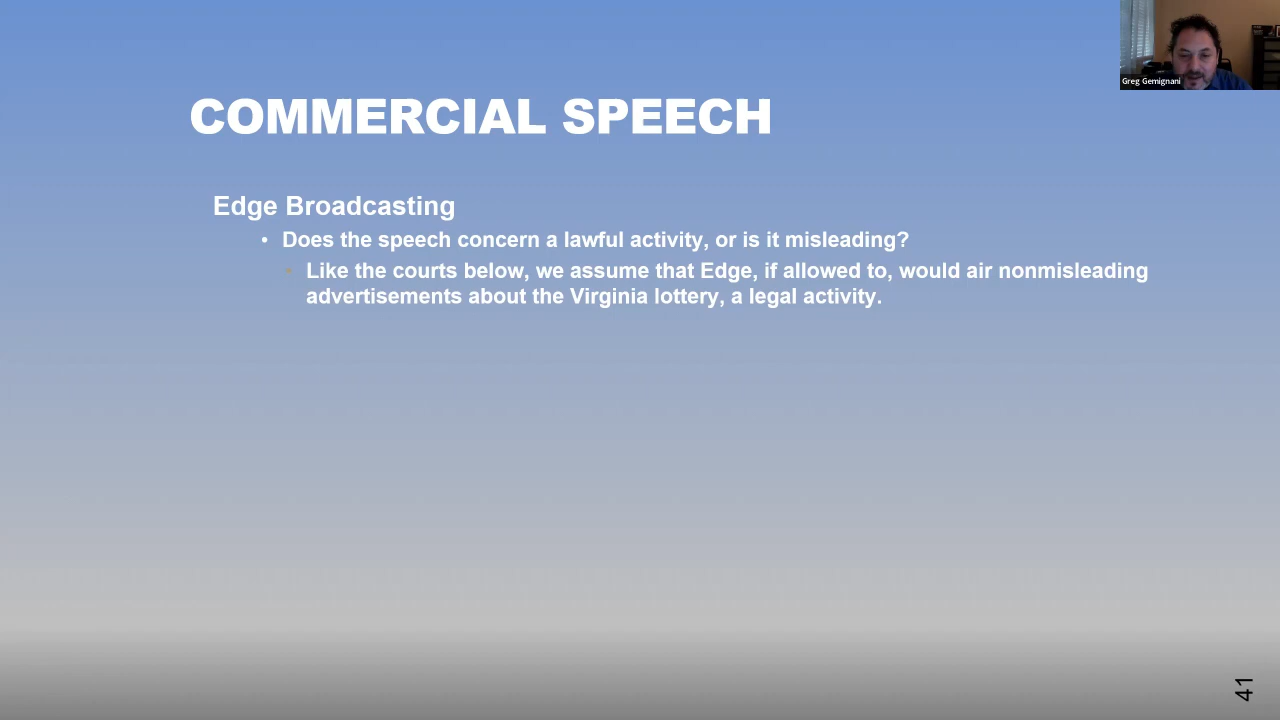 Greg Gemignani
COMMERCIAL SPEECH
Edge Broadcasting
• Does the speech concern a lawful activity, or is it misleading?
• Like the courts below, we assume that Edge, if allowed to, would air nonmisleading
advertisements about the Virginia lottery, a legal activity.
41